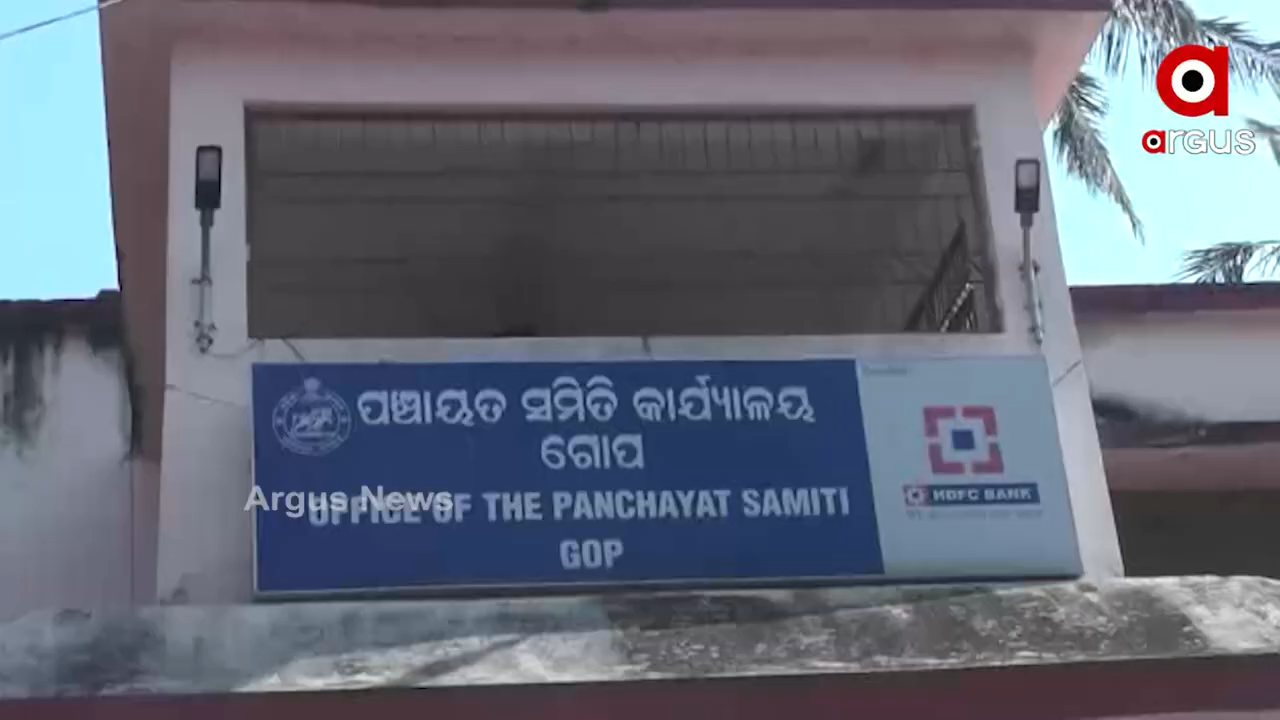 argus
ପଞ୍ଚାୟତ ସମିତି କାର୍ଯ୍ୟାଳୟ
ଗୋପ
Argus News
OFFICE OF THE PANCHAYAT SAMITI
GOP
HDFC BANK